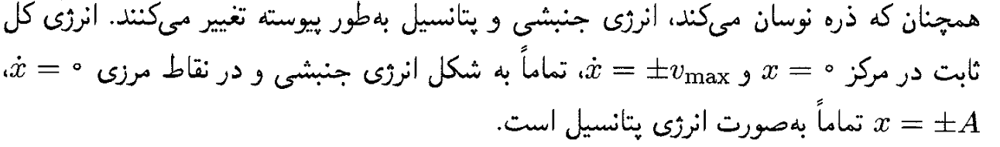 همچنان که ذره نوسان می‌کند، انرژی جنبشی و پتانسیل به‌طور پیوسته تغییر می‌کنند. انرژی کل
ثابت در مرکز x = ۰ و ẋ = ±v_max، تماماً به شکل انرژی جنبشی و در نقاط مرزی ẋ = ۰،
x = ±A تماماً به‌صورت انرژی پتانسیل است.